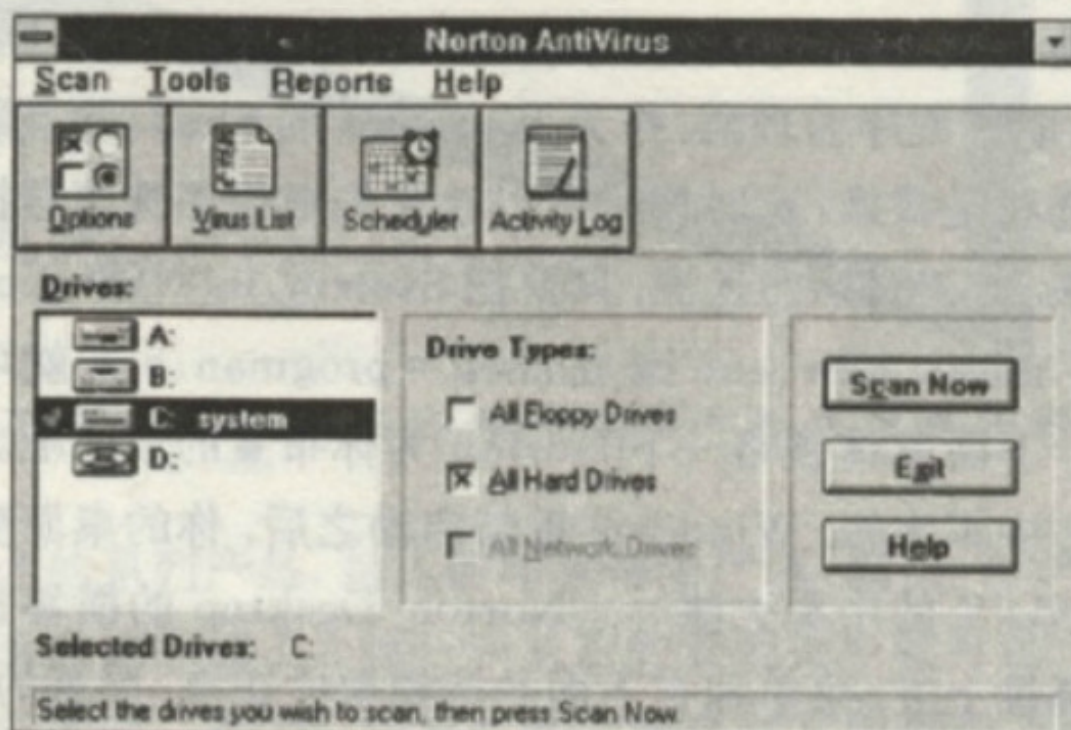 Norton AntiVirus
Scan Tools Reports Help
Options Virus List Scheduler Activity Log
Drives:
A:
B:
C: system
D:
Drive Types:
All Floppy Drives
All Hard Drives
All Network Drives
Scan Now
Exit
Help
Selected Drives: C:
Select the drives you wish to scan, then press Scan Now